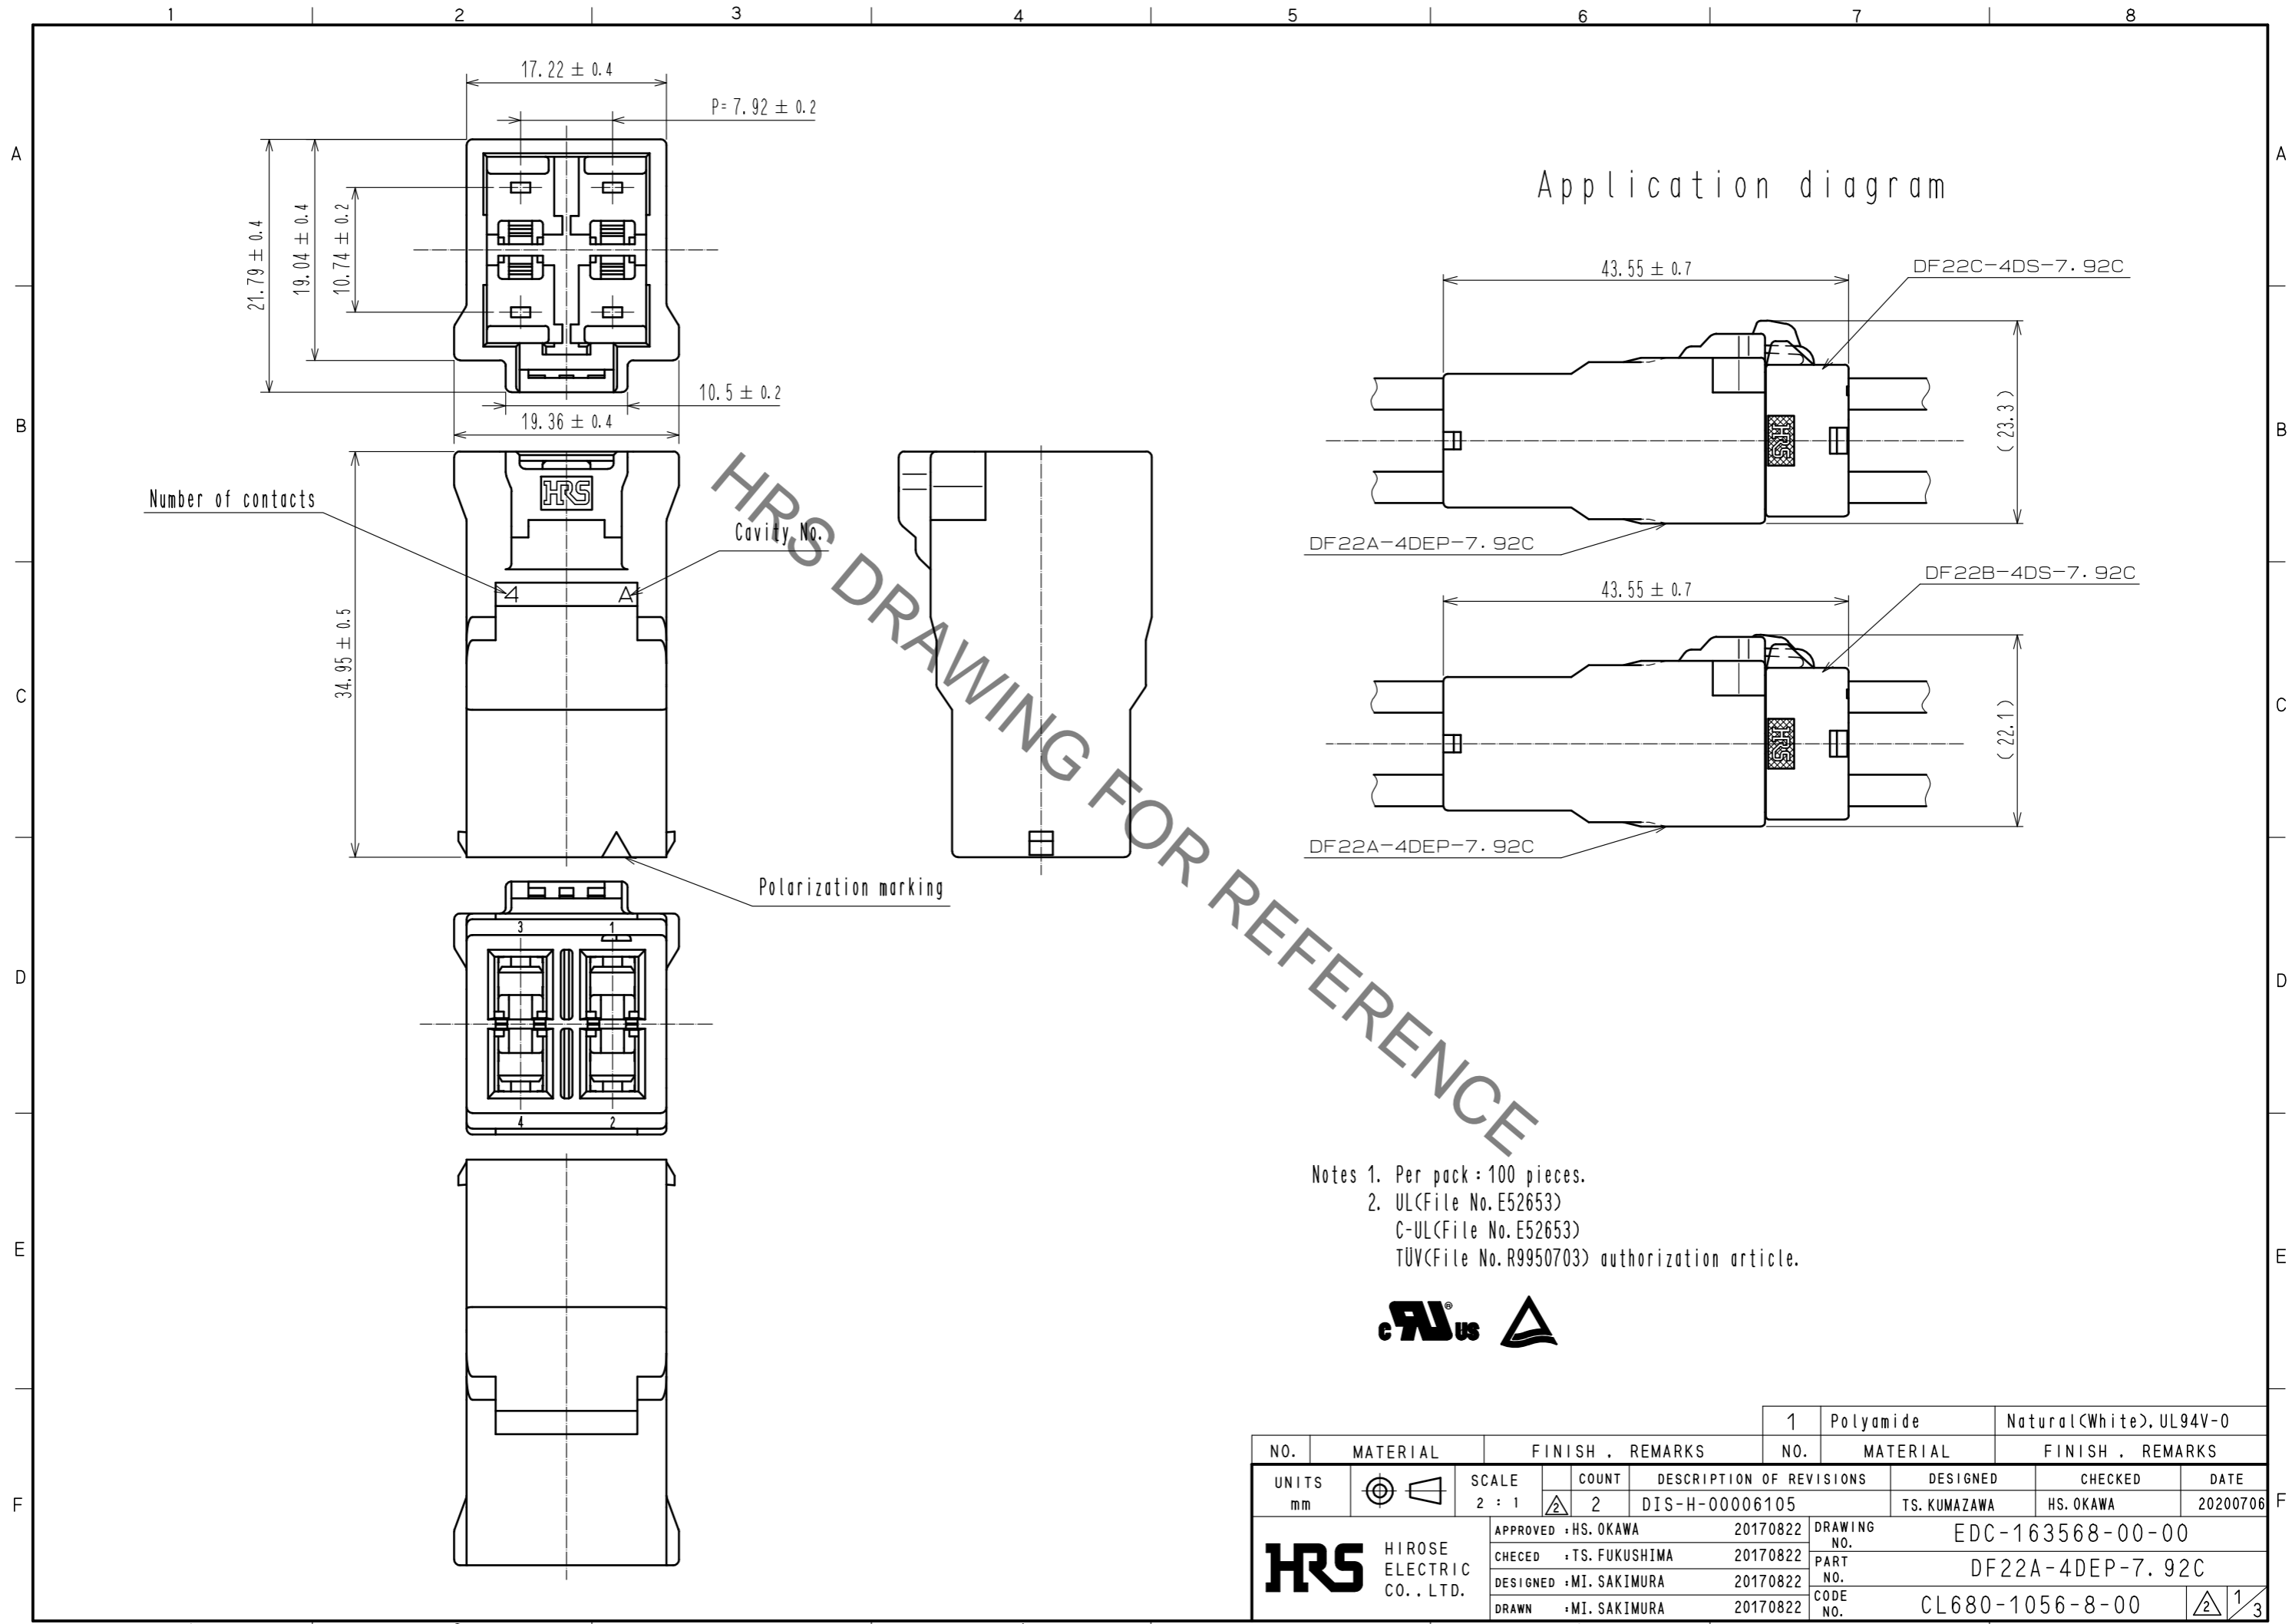 1 2 3 4 5 6 7 8
A
B
C
D
E
F
A
B
C
D
E
F
17.22 ± 0.4
P=7.92 ± 0.2
21.79 ± 0.4
19.04 ± 0.4
10.74 ± 0.2
10.5 ± 0.2
19.36 ± 0.4
HRS
Number of contacts
Cavity No.
4 A
34.95 ± 0.5
Polarization marking
3 1
4 2
HRS DRAWING FOR REFERENCE
Application diagram
43.55 ± 0.7
DF22C-4DS-7.92C
HRS
(23.3)
DF22A-4DEP-7.92C
43.55 ± 0.7
DF22B-4DS-7.92C
HRS
(22.1)
DF22A-4DEP-7.92C
Notes 1. Per pack:100 pieces.
2. UL(File No.E52653)
C-UL(File No.E52653)
TÜV(File No.R9950703) authorization article.
c RU ® US
1 Polyamide Natural(White),UL94V-0
NO. MATERIAL FINISH . REMARKS NO. MATERIAL FINISH . REMARKS
UNITS mm
SCALE 2 : 1
COUNT DESCRIPTION OF REVISIONS DESIGNED CHECKED DATE
2 2 DIS-H-00006105 TS.KUMAZAWA HS.OKAWA 20200706
HRS HIROSE ELECTRIC CO.,LTD.
APPROVED :HS.OKAWA 20170822
CHECED :TS.FUKUSHIMA 20170822
DESIGNED :MI.SAKIMURA 20170822
DRAWN :MI.SAKIMURA 20170822
DRAWING NO. EDC-163568-00-00
PART NO. DF22A-4DEP-7.92C
CODE NO. CL680-1056-8-00 2 1/3